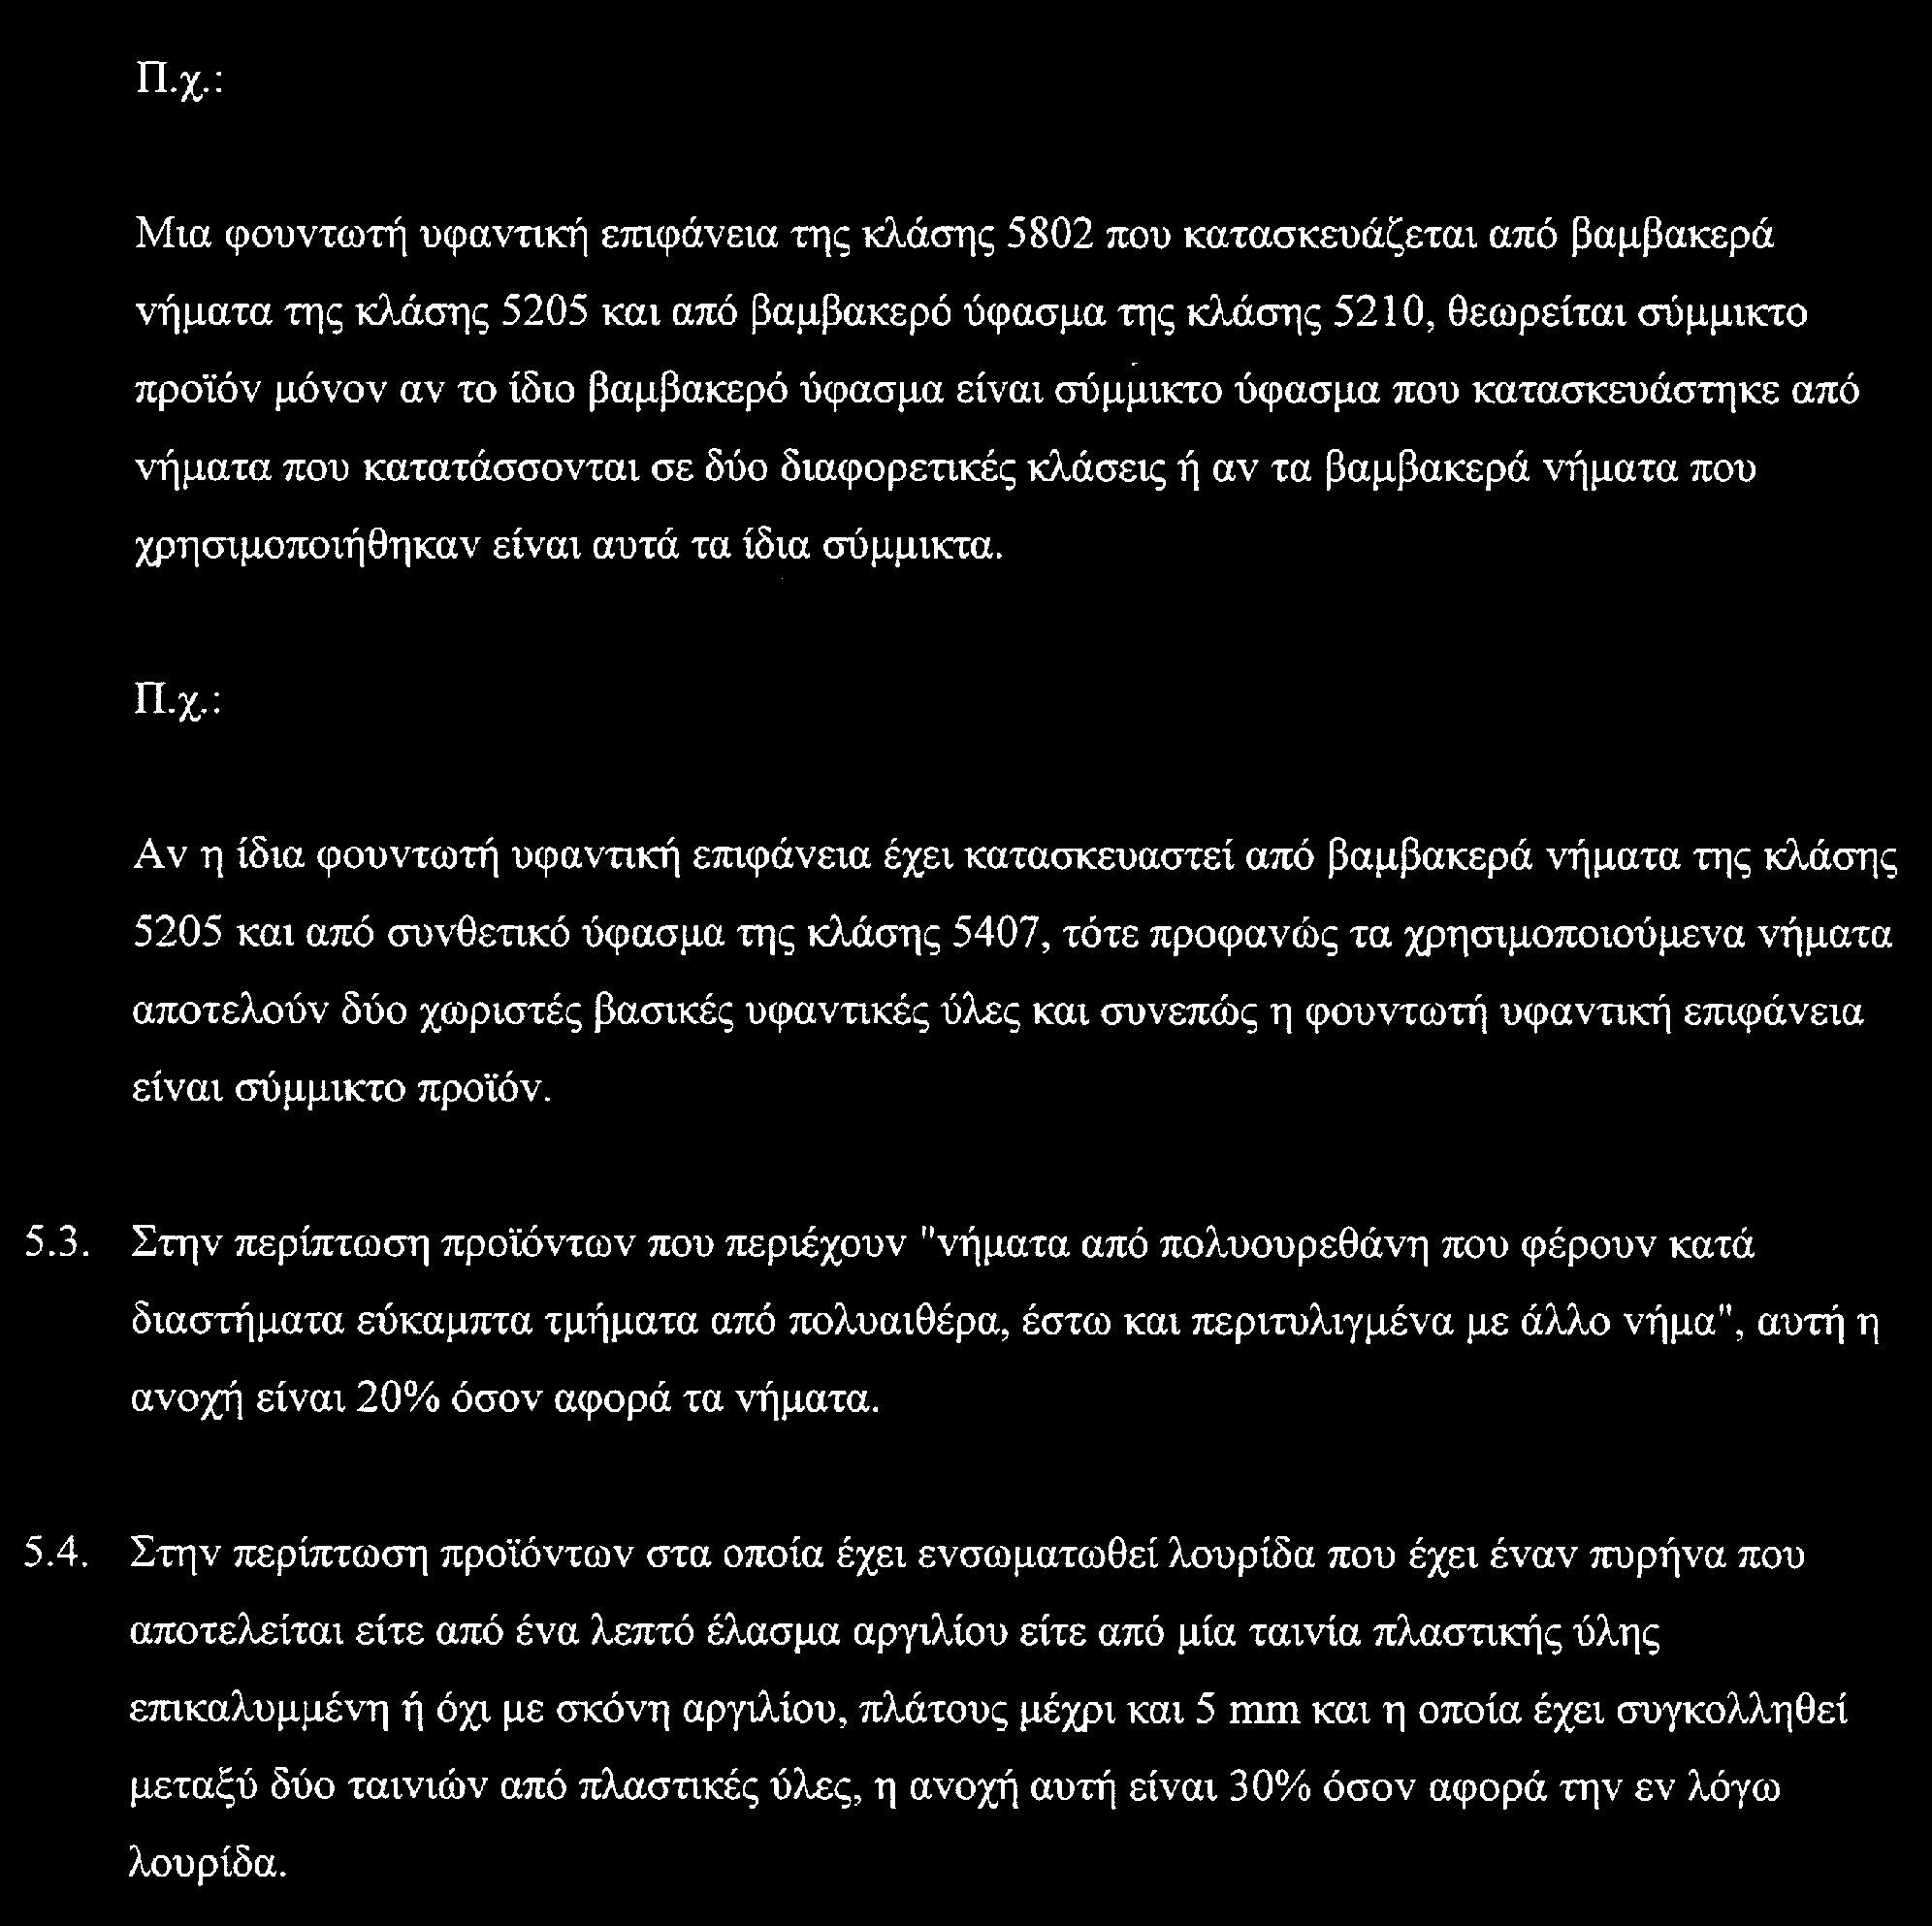 Π.χ.:
Μια φουντωτή υφαντική επιφάνεια της κλάσης 5802 που κατασκευάζεται από βαμβακερά
νήματα της κλάσης 5205 και από βαμβακερό ύφασμα της κλάσης 5210, θεωρείται σύμμικτο
προϊόν μόνον αν το ίδιο βαμβακερό ύφασμα είναι σύμμικτο ύφασμα που κατασκευάστηκε από
νήματα που κατατάσσονται σε δύο διαφορετικές κλάσεις ή αν τα βαμβακερά νήματα που
χρησιμοποιήθηκαν είναι αυτά τα ίδια σύμμικτα.
Π.χ.:
Αν η ίδια φουντωτή υφαντική επιφάνεια έχει κατασκευαστεί από βαμβακερά νήματα της κλάσης
5205 και από συνθετικό ύφασμα της κλάσης 5407, τότε προφανώς τα χρησιμοποιούμενα νήματα
αποτελούν δύο χωριστές βασικές υφαντικές ύλες και συνεπώς η φουντωτή υφαντική επιφάνεια
είναι σύμμικτο προϊόν.
5.3. Στην περίπτωση προϊόντων που περιέχουν "νήματα από πολυουρεθάνη που φέρουν κατά
διαστήματα εύκαμπτα τμήματα από πολυαιθέρα, έστω και περιτυλιγμένα με άλλο νήμα", αυτή η
ανοχή είναι 20% όσον αφορά τα νήματα.
5.4. Στην περίπτωση προϊόντων στα οποία έχει ενσωματωθεί λουρίδα που έχει έναν πυρήνα που
αποτελείται είτε από ένα λεπτό έλασμα αργιλίου είτε από μία ταινία πλαστικής ύλης
επικαλυμμένη ή όχι με σκόνη αργιλίου, πλάτους μέχρι και 5 mm και η οποία έχει συγκολληθεί
μεταξύ δύο ταινιών από πλαστικές ύλες, η ανοχή αυτή είναι 30% όσον αφορά την εν λόγω
λουρίδα.